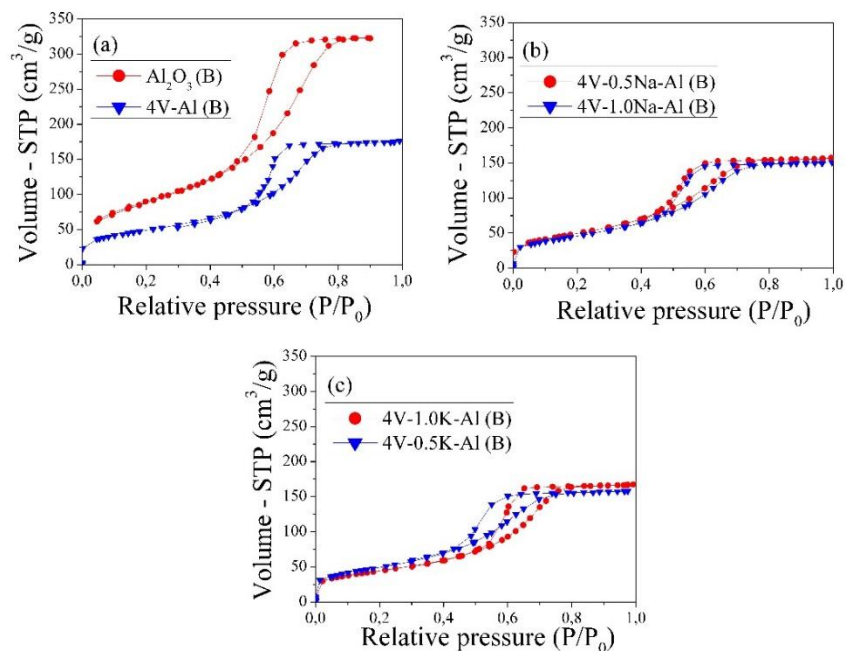 (a)
Al₂O₃ (B)
4V-Al (B)
Volume - STP (cm³/g)
350
300
250
200
150
100
50
0
0,0 0,2 0,4 0,6 0,8 1,0
Relative pressure (P/P₀)
(b)
4V-0.5Na-Al (B)
4V-1.0Na-Al (B)
Volume - STP (cm³/g)
350
300
250
200
150
100
50
0
0,0 0,2 0,4 0,6 0,8 1,0
Relative pressure (P/P₀)
(c)
4V-1.0K-Al (B)
4V-0.5K-Al (B)
Volume - STP (cm³/g)
350
300
250
200
150
100
50
0
0,0 0,2 0,4 0,6 0,8 1,0
Relative pressure (P/P₀)